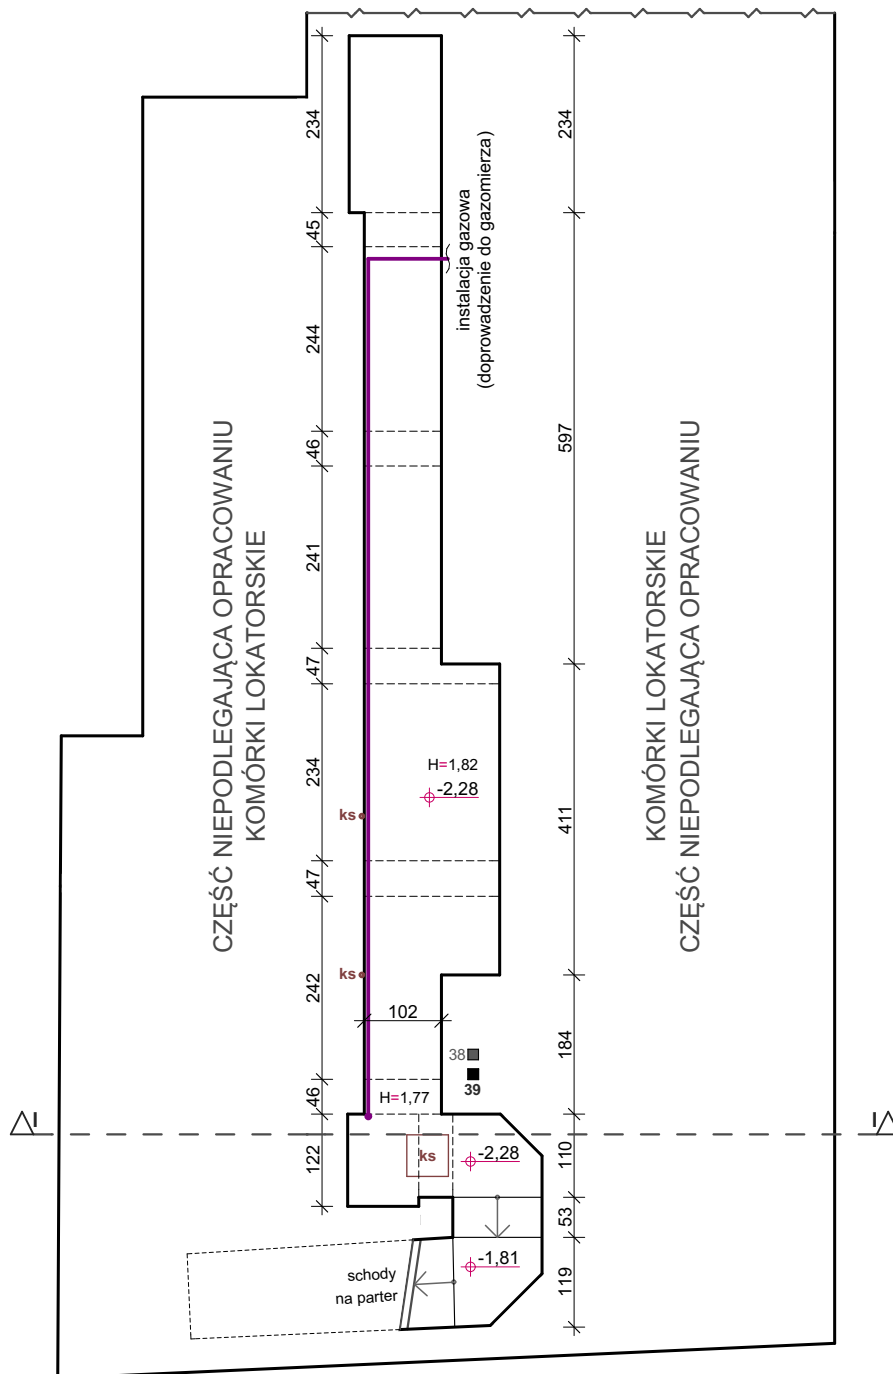 234
45
244
46
241
47
234
47
242
46
122
234
597
411
184
110
53
119
instalacja gazowa
(doprowadzenie do gazomierza)
CZĘŚĆ NIEPODLEGAJĄCA OPRACOWANIU
KOMÓRKI LOKATORSKIE
KOMÓRKI LOKATORSKIE
CZĘŚĆ NIEPODLEGAJĄCA OPRACOWANIU
H=1,82
-2,28
ks
ks
102
38
39
H=1,77
I
I
ks
-2,28
-1,81
schody
na parter